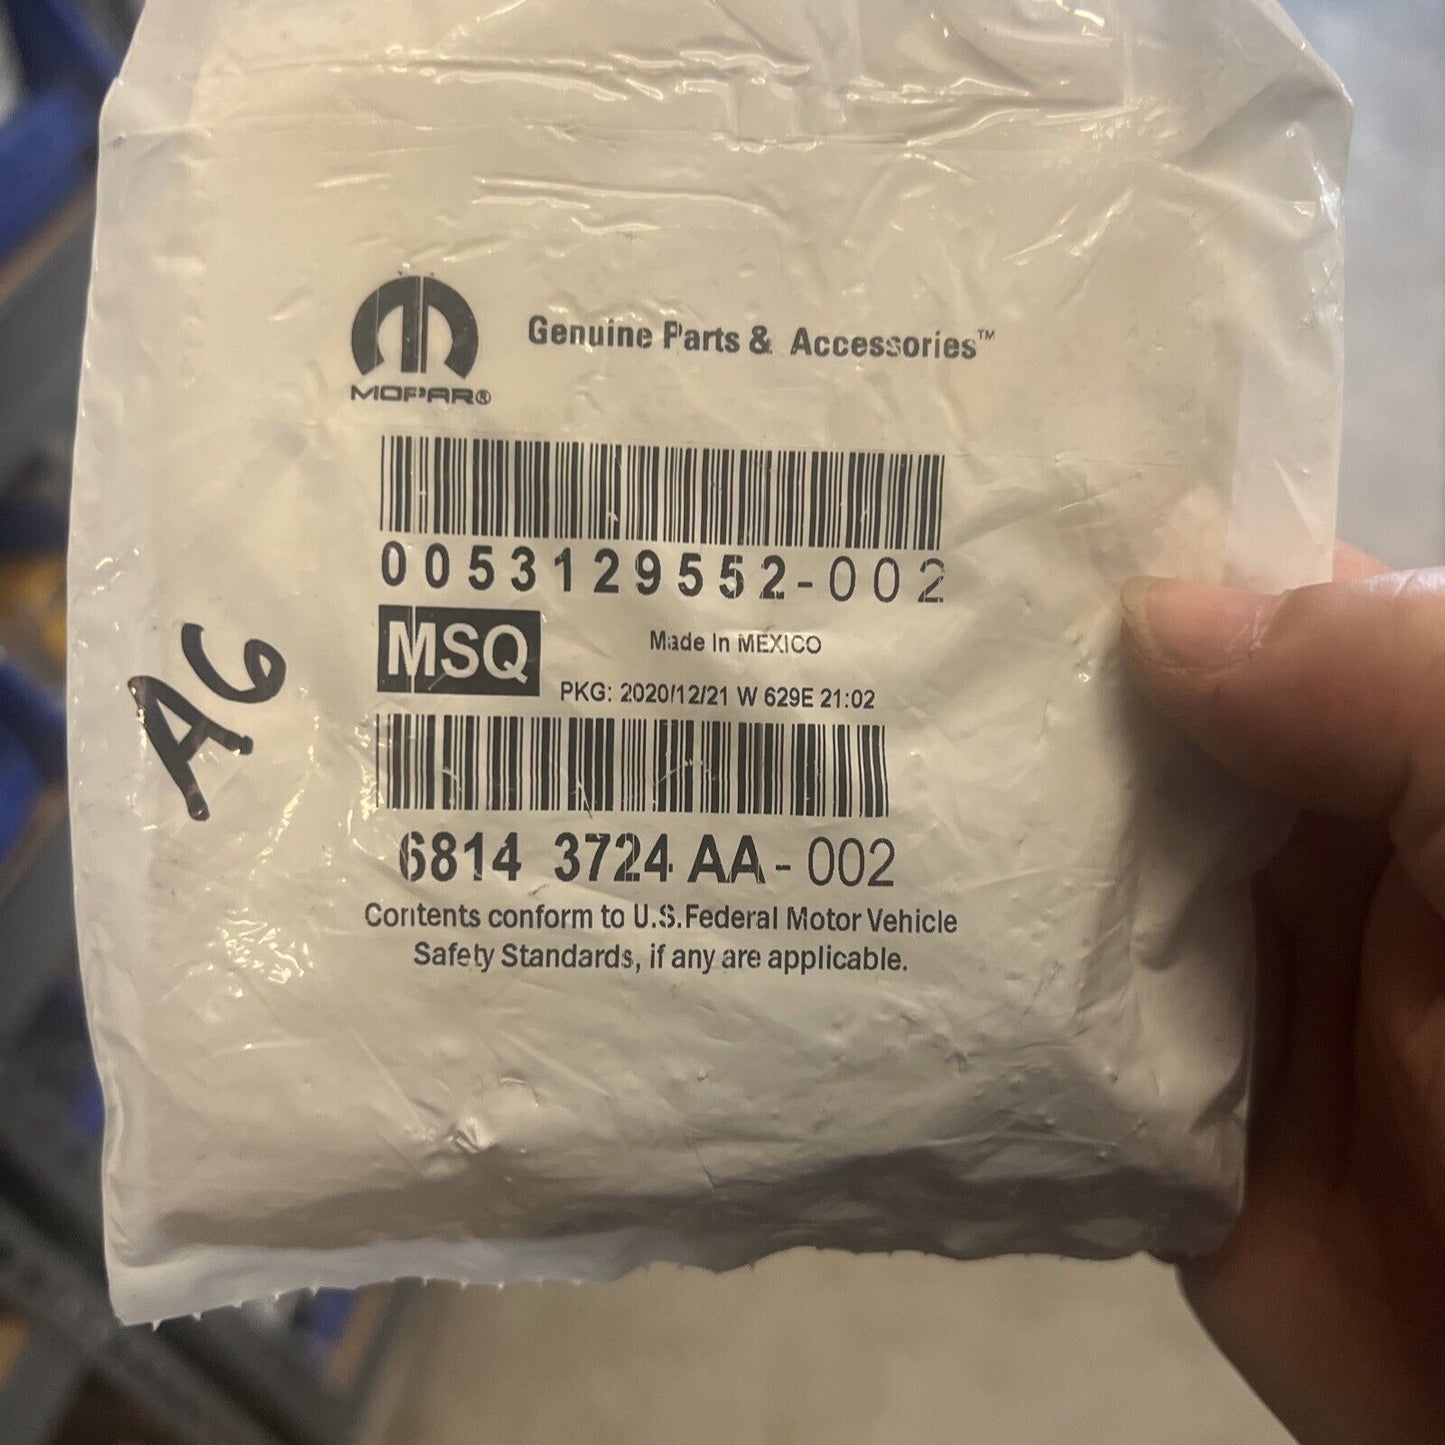 MOPAR®
Genuine Parts & Accessories™
0053129552-002
MSQ
Made In MEXICO
PKG: 2020/12/21 W 629E 21:02
A6
6814 3724 AA-002
Contents conform to U.S.Federal Motor Vehicle
Safety Standards, if any are applicable.